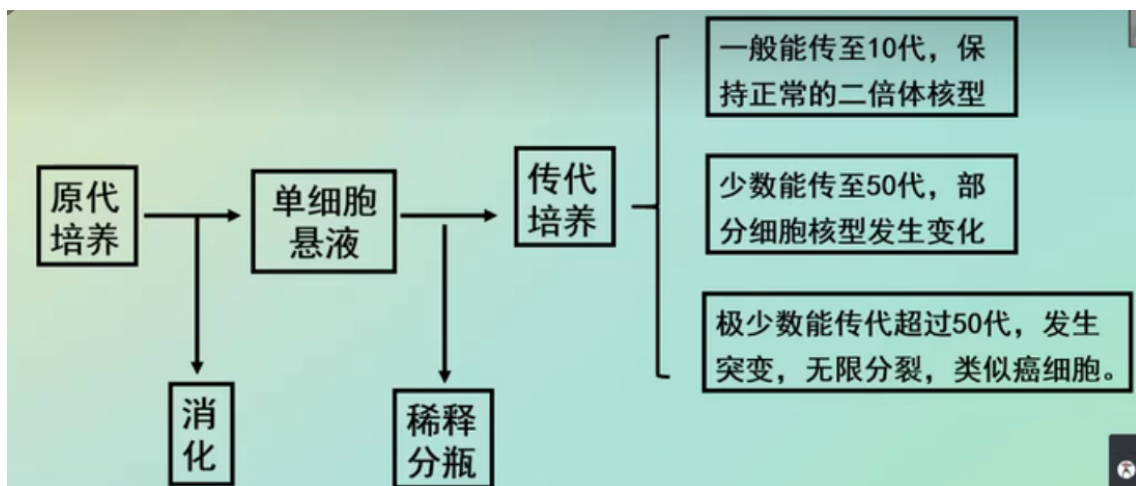 一般能传至10代，保
持正常的二倍体核型
原代
培养
单细胞
悬液
传代
培养
少数能传至50代，部
分细胞核型发生变化
极少数能传代超过50代，发生
突变，无限分裂，类似癌细胞。
消
化
稀释
分瓶